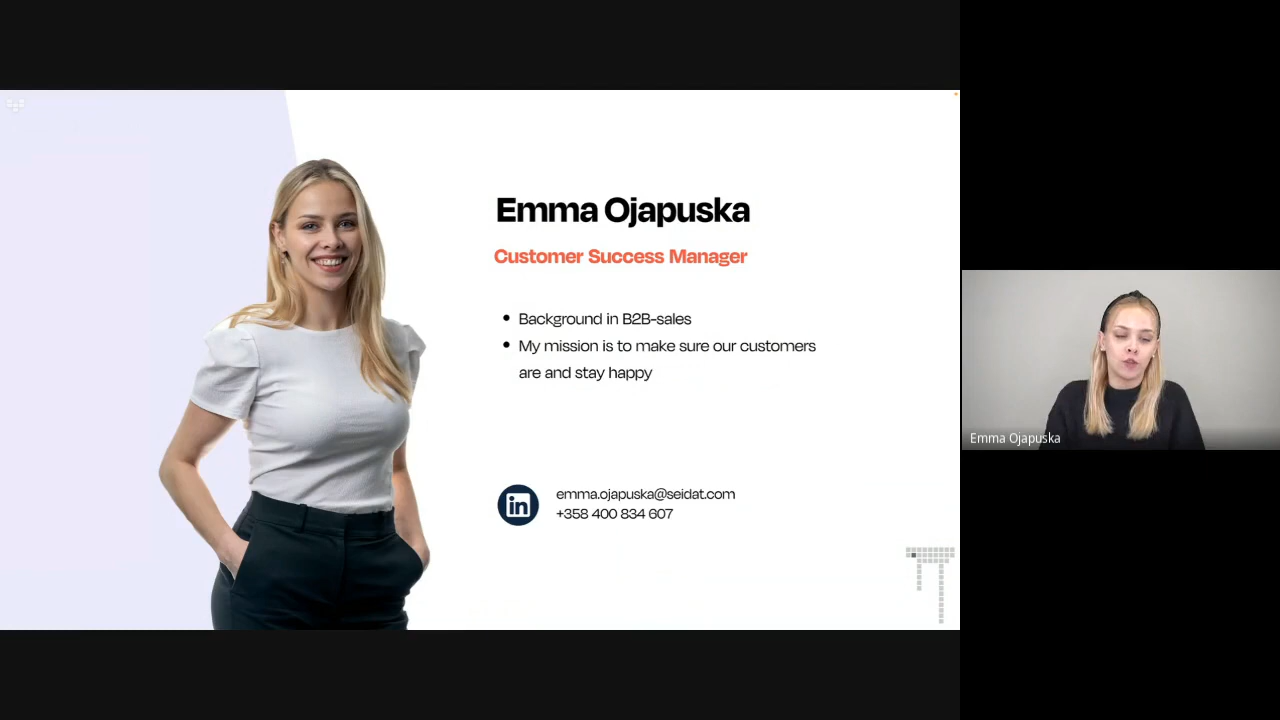 Emma Ojapuska
Customer Success Manager
• Background in B2B-sales
• My mission is to make sure our customers
are and stay happy
in
emma.ojapuska@seidat.com
+358 400 834 607
Emma Ojapuska